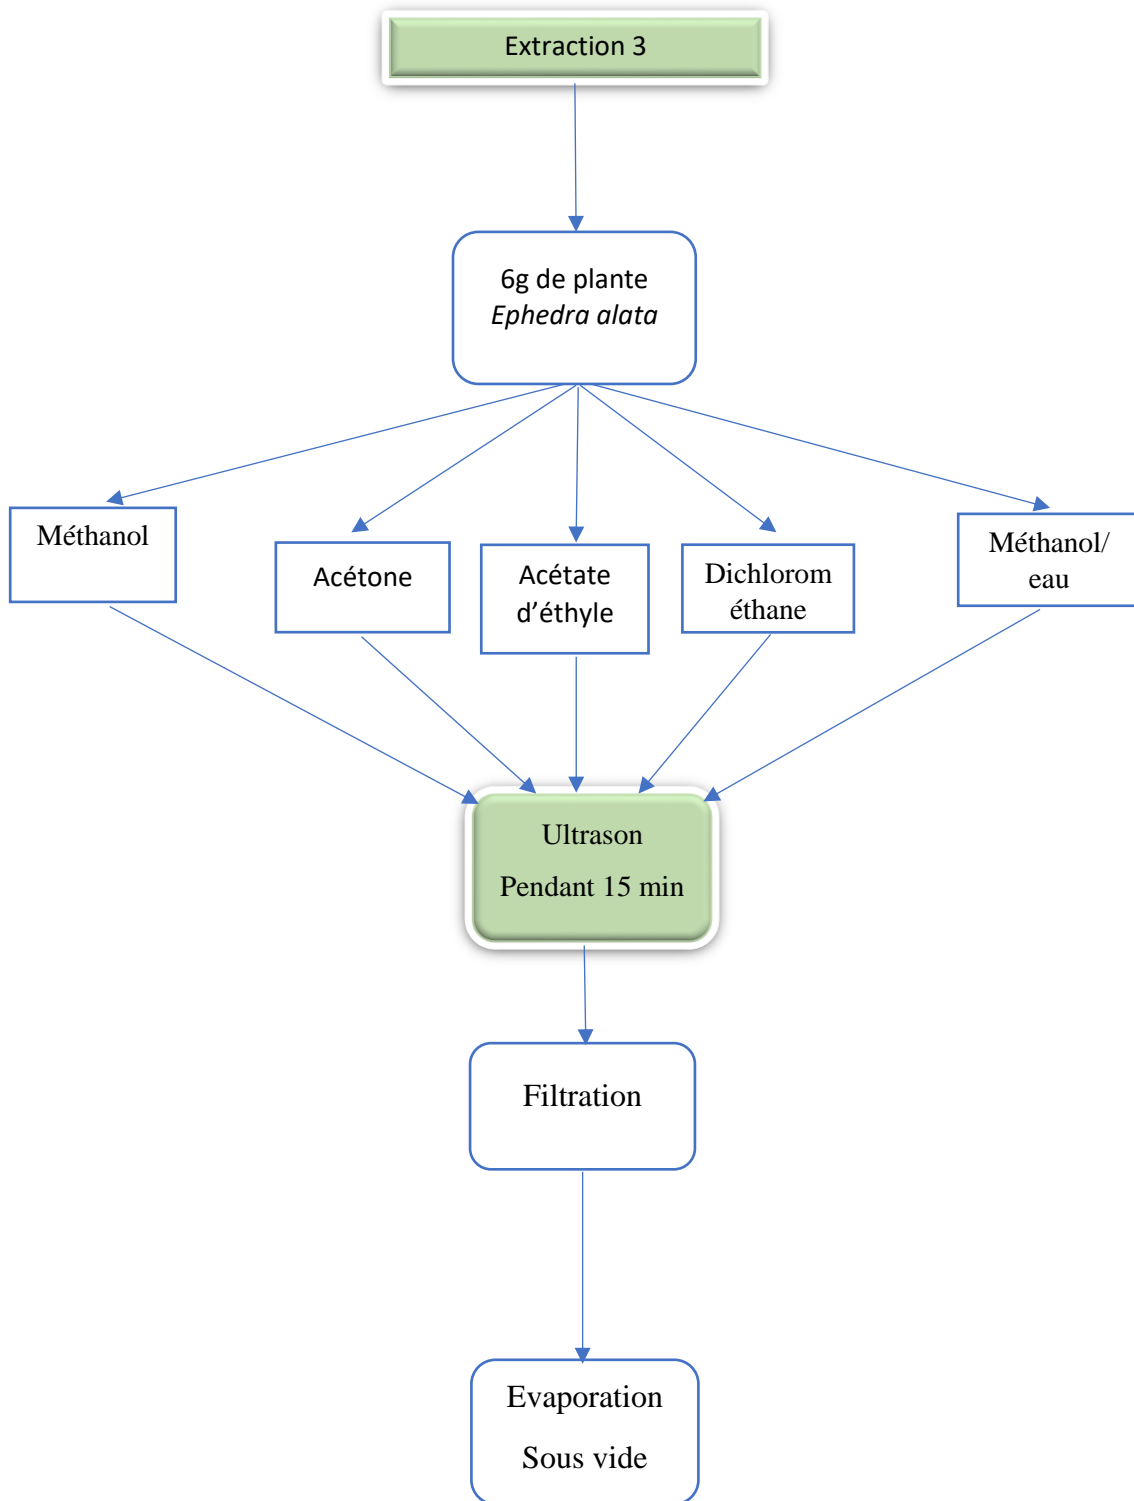 Extraction 3
6g de plante
Ephedra alata
Méthanol
Acétone
Acétate
d’éthyle
Dichlorom
éthane
Méthanol/
eau
Ultrason
Pendant 15 min
Filtration
Evaporation
Sous vide